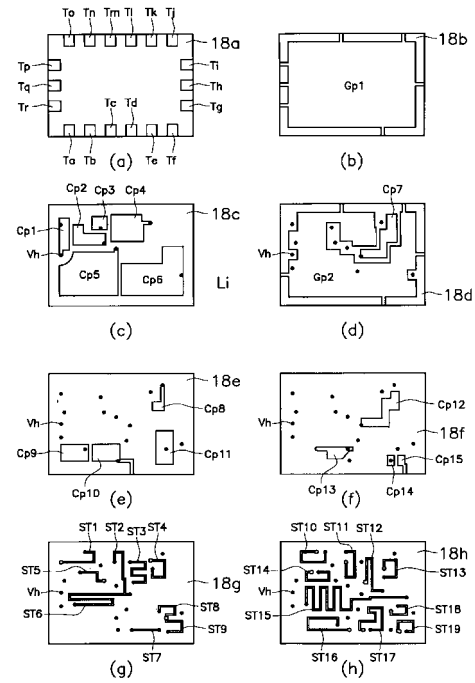 To Tn Tm Tl Tk Tj
18a
18b
Tp Ti
Tq Th
Tr Tg
Gp1
Tc Td
Ta Tb Te Tf
(a) (b)
Cp2 Cp3 Cp4
Cp7
18c
Cp1
Vh
Vh
Cp5 Cp6
Li
Gp2
18d
(c) (d)
18e
Cp12
Cp8
Vh
Vh
18f
Cp9
Cp11
Cp15
Cp10
Cp13
Cp14
(e) (f)
ST1 ST2 ST3 ST4
ST10 ST11 ST12
18h
ST5
18g
ST14
ST13
Vh
Vh
ST6
ST8
ST15
ST18
ST9
ST19
ST7
ST16 ST17
(g) (h)